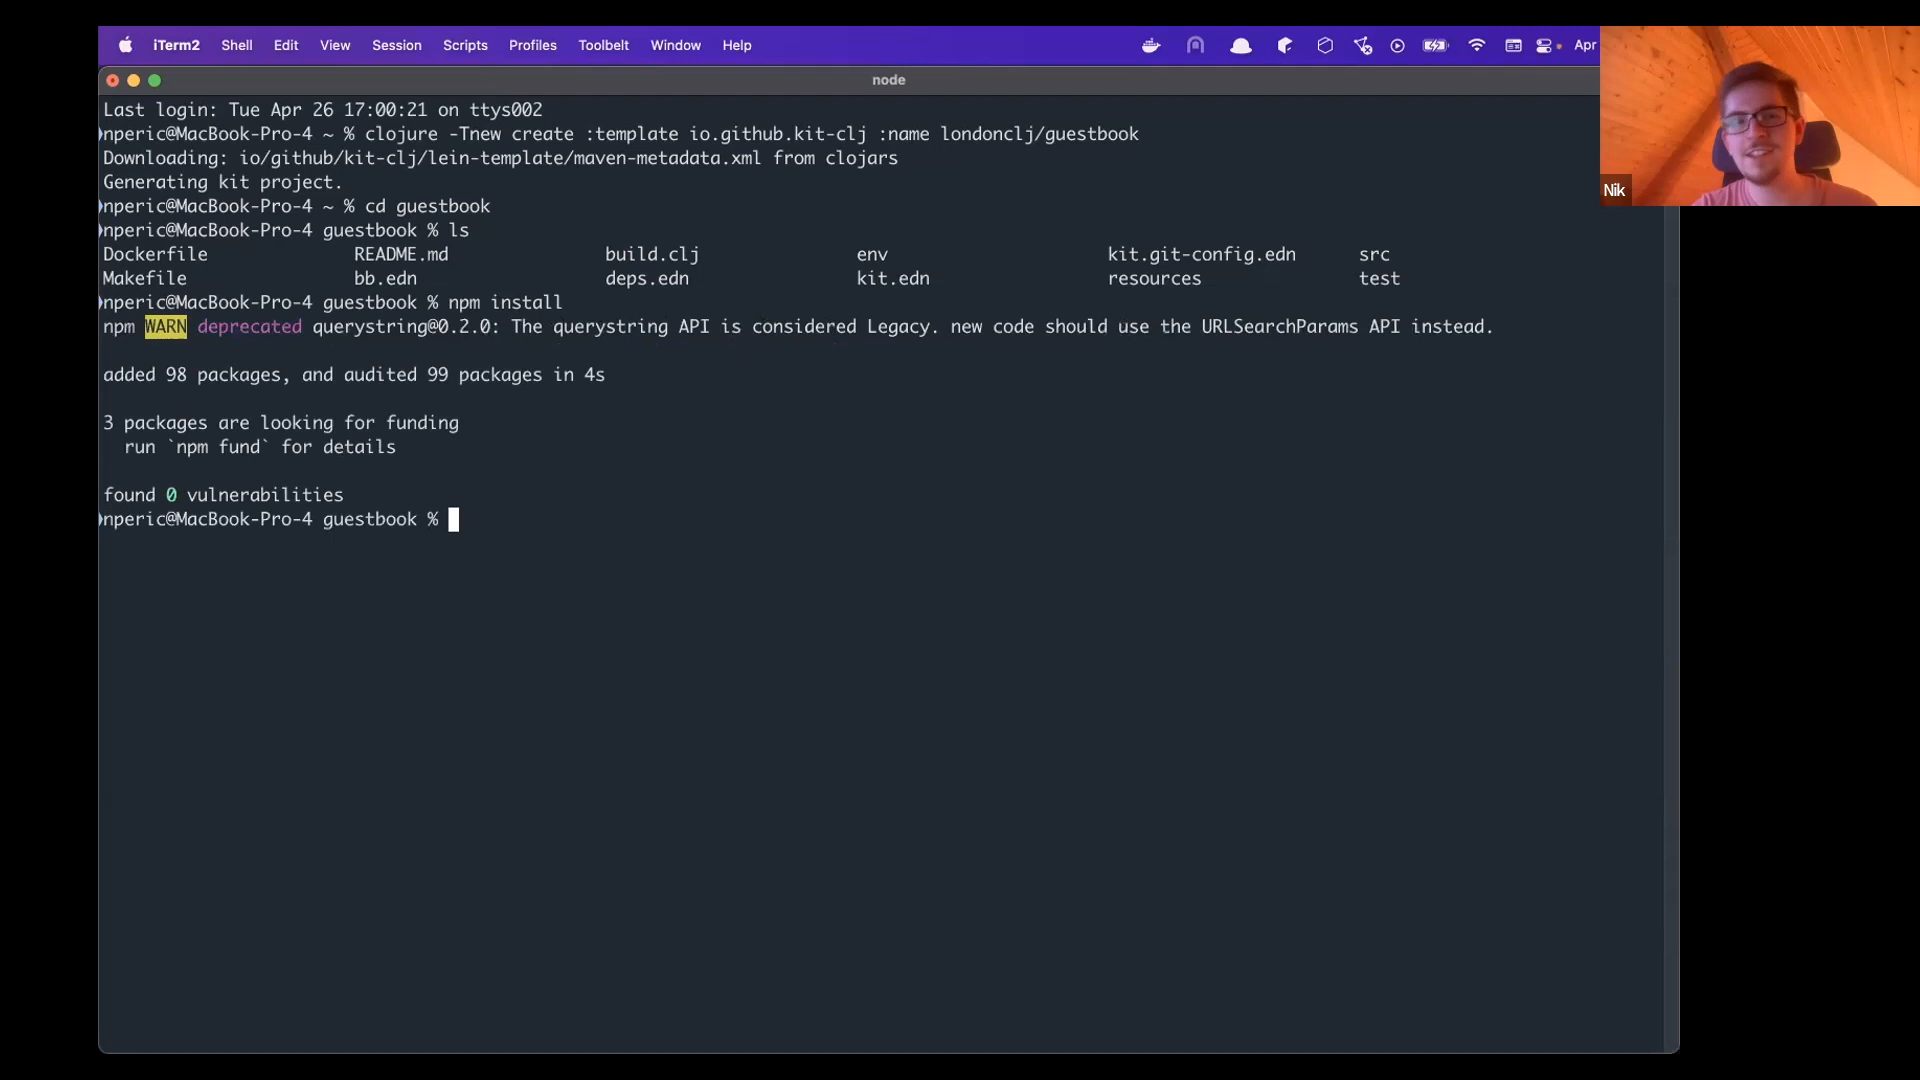 iTerm2 Shell Edit View Session Scripts Profiles Toolbelt Window Help Apr
node
Last login: Tue Apr 26 17:00:21 on ttys002
nperic@MacBook-Pro-4 ~ % clojure -Tnew create :template io.github.kit-clj :name londonclj/guestbook
Downloading: io/github/kit-clj/lein-template/maven-metadata.xml from clojars
Generating kit project.
nperic@MacBook-Pro-4 ~ % cd guestbook
nperic@MacBook-Pro-4 guestbook % ls
Dockerfile README.md build.clj env kit.git-config.edn src
Makefile bb.edn deps.edn kit.edn resources test
nperic@MacBook-Pro-4 guestbook % npm install
npm WARN deprecated querystring@0.2.0: The querystring API is considered Legacy. new code should use the URLSearchParams API instead.
added 98 packages, and audited 99 packages in 4s
3 packages are looking for funding
run `npm fund` for details
found 0 vulnerabilities
nperic@MacBook-Pro-4 guestbook %
Nik